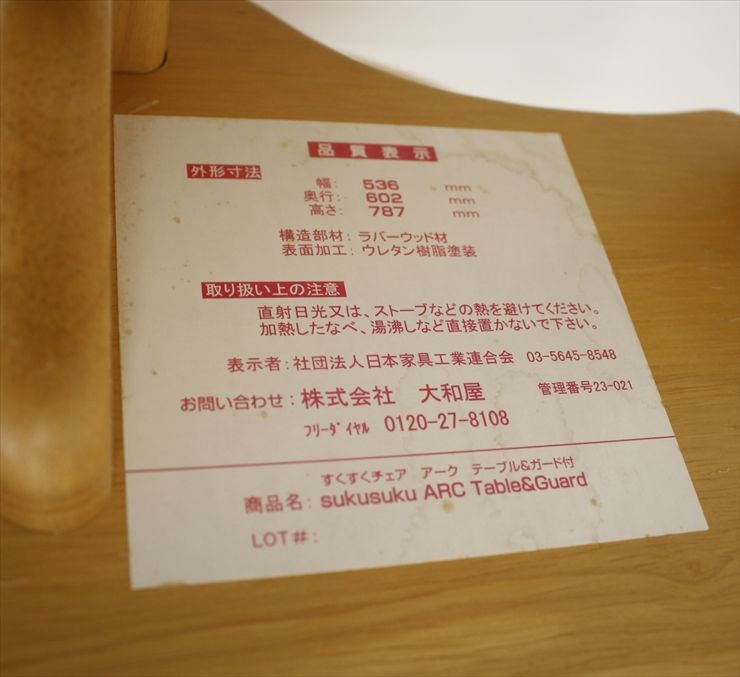 品質表示
外形寸法
幅: 536 mm
奥行: 602 mm
高さ: 787 mm
構造部材: ラバーウッド材
表面加工: ウレタン樹脂塗装
取り扱い上の注意
直射日光又は、ストーブなどの熱を避けてください。
加熱したなべ、湯沸しなど直接置かないで下さい。
表示者: 社団法人日本家具工業連合会 03-5645-8548
お問い合わせ: 株式会社 大和屋 管理番号23-021
フリーダイヤル 0120-27-8108
すくすくチェア アーク テーブル&ガード付
商品名: sukusuku ARC Table&Guard
LOT#: